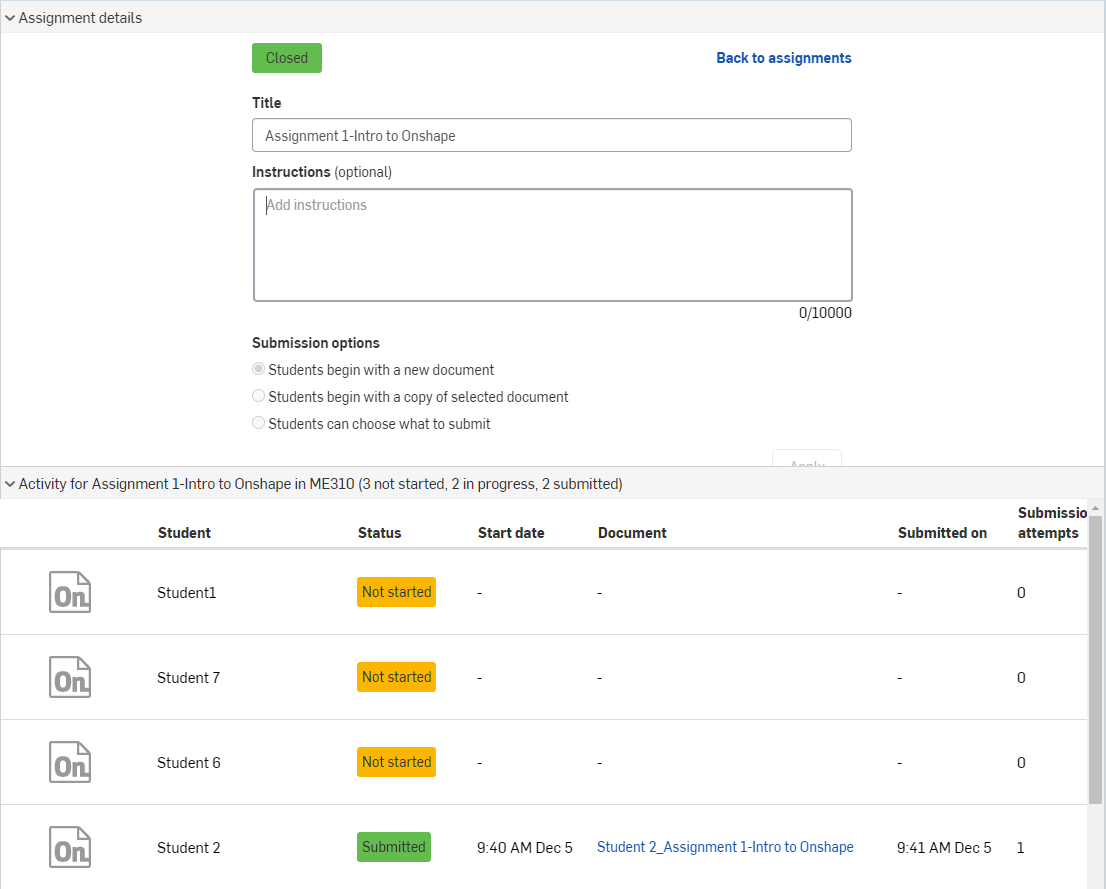 Assignment details
Closed
Back to assignments
Title
Assignment 1-Intro to Onshape
Instructions (optional)
Add instructions
0/10000
Submission options
Students begin with a new document
Students begin with a copy of selected document
Students can choose what to submit
Apply
Activity for Assignment 1-Intro to Onshape in ME310 (3 not started, 2 in progress, 2 submitted)
Student Status Start date Document Submitted on Submissio attempts
On Student1 Not started - - - 0
On Student 7 Not started - - - 0
On Student 6 Not started - - - 0
On Student 2 Submitted 9:40 AM Dec 5 Student 2_Assignment 1-Intro to Onshape 9:41 AM Dec 5 1